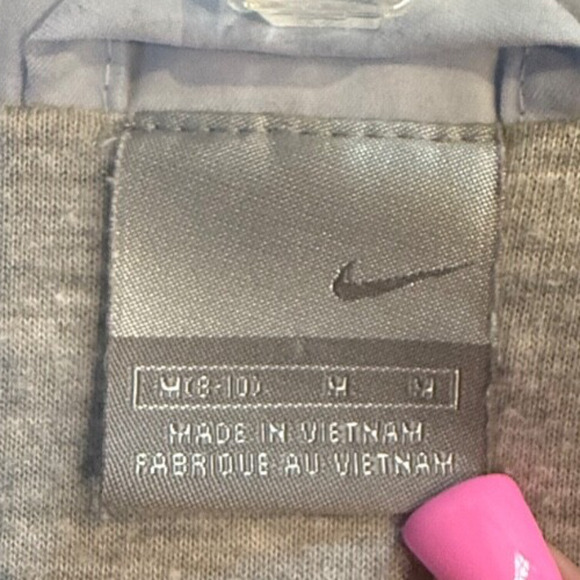 M(8-10) M M
MADE IN VIETNAM
FABRIQUE AU VIETNAM